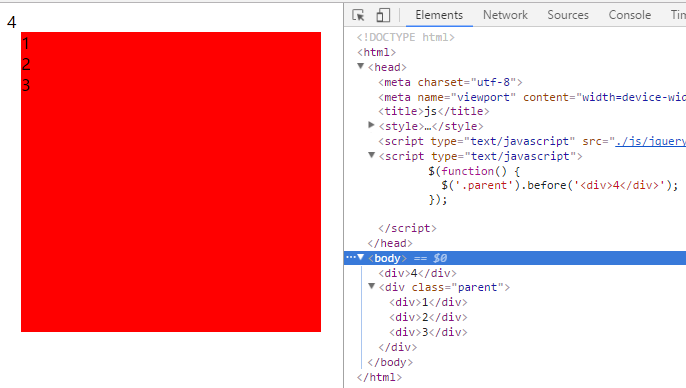 4
1
2
3
Elements Network Sources Console
<!DOCTYPE html>
<html>
<head>
<meta charset="utf-8">
<meta name="viewport" content="width=device-wid
<title>js</title>
<style>…</style>
<script type="text/javascript" src="./js/jquery
<script type="text/javascript">
$(function() {
$('.parent').before('<div>4</div>');
});
</script>
</head>
…<body> == $0
<div>4</div>
<div class="parent">
<div>1</div>
<div>2</div>
<div>3</div>
</div>
</body>
</html>